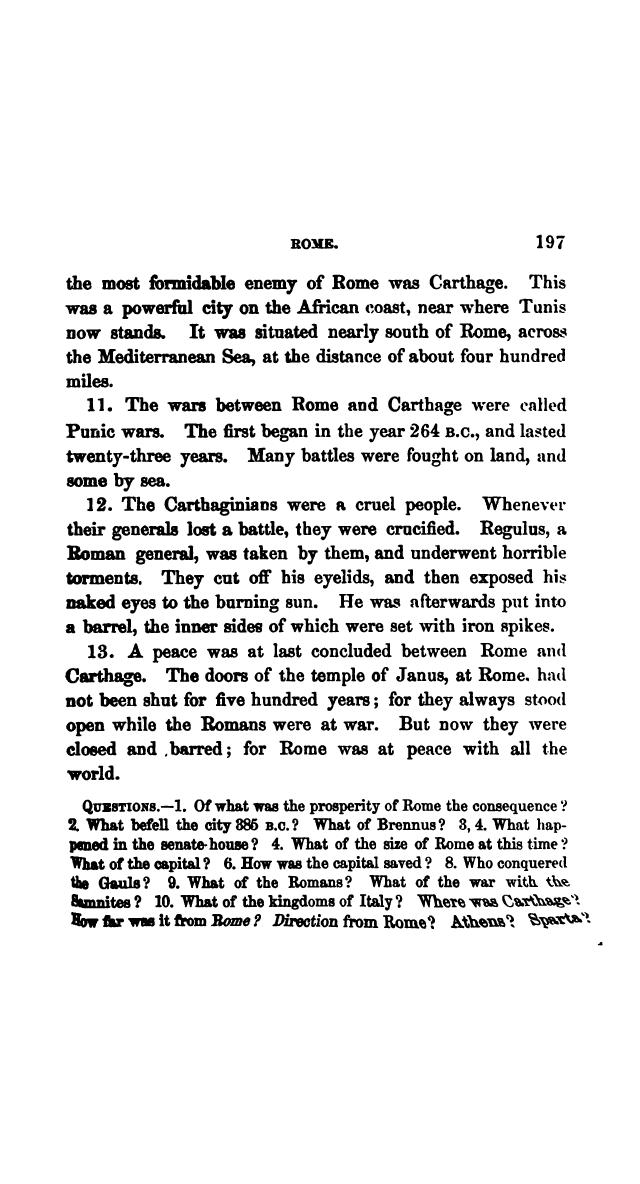 ROME. 197
the most formidable enemy of Rome was Carthage. This
was a powerful city on the African coast, near where Tunis
now stands. It was situated nearly south of Rome, across
the Mediterranean Sea, at the distance of about four hundred
miles.
11. The wars between Rome and Carthage were called
Punic wars. The first began in the year 264 B.C., and lasted
twenty-three years. Many battles were fought on land, and
some by sea.
12. The Carthaginians were a cruel people. Whenever
their generals lost a battle, they were crucified. Regulus, a
Roman general, was taken by them, and underwent horrible
torments. They cut off his eyelids, and then exposed his
naked eyes to the burning sun. He was afterwards put into
a barrel, the inner sides of which were set with iron spikes.
13. A peace was at last concluded between Rome and
Carthage. The doors of the temple of Janus, at Rome. had
not been shut for five hundred years; for they always stood
open while the Romans were at war. But now they were
closed and barred; for Rome was at peace with all the
world.
QUESTIONS.—1. Of what was the prosperity of Rome the consequence?
2. What befell the city 385 B.C.? What of Brennus? 3, 4. What hap-
pened in the senate-house? 4. What of the size of Rome at this time?
What of the capital? 6. How was the capital saved? 8. Who conquered
the Gauls? 9. What of the Romans? What of the war with the
Samnites? 10. What of the kingdoms of Italy? Where was Carthage?
How far was it from Rome? Direction from Rome? Athens? Sparta?